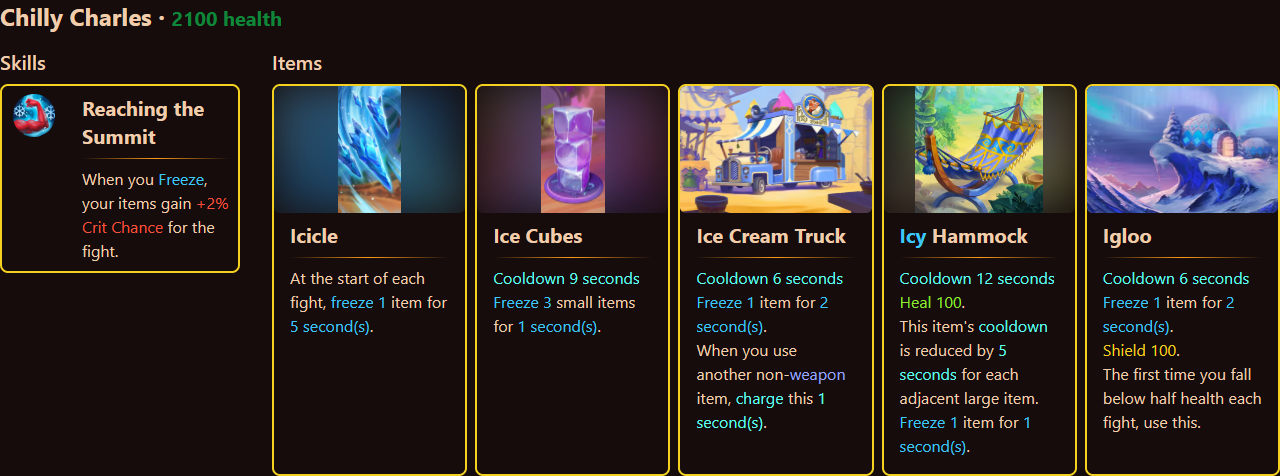 Chilly Charles · 2100 health
Skills
Reaching the
Summit
When you Freeze,
your items gain +2%
Crit Chance for the
fight.
Items
Icicle
At the start of each
fight, freeze 1 item for
5 second(s).
Ice Cubes
Cooldown 9 seconds
Freeze 3 small items
for 1 second(s).
Ice Cream Truck
Cooldown 6 seconds
Freeze 1 item for 2
second(s).
When you use
another non-weapon
item, charge this 1
second(s).
Icy Hammock
Cooldown 12 seconds
Heal 100.
This item's cooldown
is reduced by 5
seconds for each
adjacent large item.
Freeze 1 item for 1
second(s).
Igloo
Cooldown 6 seconds
Freeze 1 item for 2
second(s).
Shield 100.
The first time you fall
below half health each
fight, use this.